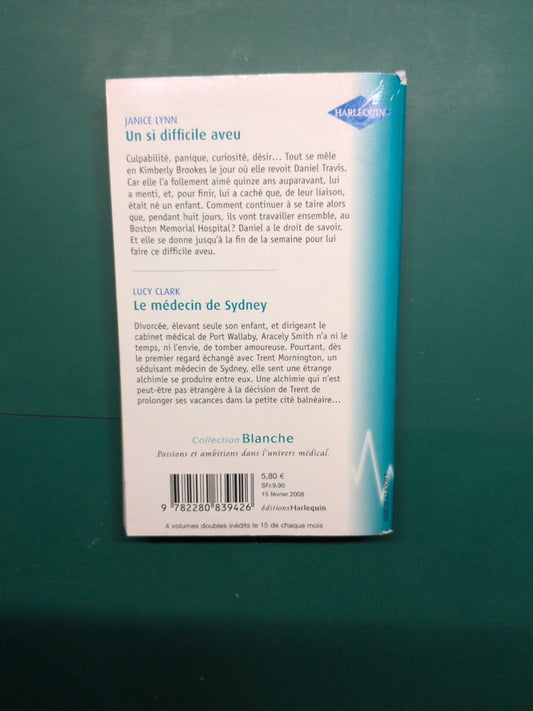 HARLEQUIN
JANICE LYNN
Un si difficile aveu
Culpabilité, panique, curiosité, désir... Tout se mêle
en Kimberly Brookes le jour où elle revoit Daniel Travis.
Car elle l'a follement aimé quinze ans auparavant, lui
a menti, et, pour finir, lui a caché que, de leur liaison,
était né un enfant. Comment continuer à se taire alors
que, pendant huit jours, ils vont travailler ensemble, au
Boston Memorial Hospital ? Daniel a le droit de savoir.
Et elle se donne jusqu'à la fin de la semaine pour lui
faire ce difficile aveu.
LUCY CLARK
Le médecin de Sydney
Divorcée, élevant seule son enfant, et dirigeant le
cabinet médical de Port Wallaby, Aracely Smith n'a ni le
temps, ni l'envie, de tomber amoureuse. Pourtant, dès
le premier regard échangé avec Trent Mornington, un
séduisant médecin de Sydney, elle sent une étrange
alchimie se produire entre eux. Une alchimie qui n'est
peut-être pas étrangère à la décision de Trent de
prolonger ses vacances dans la petite cité balnéaire...
Collection Blanche
Passions et ambitions dans l'univers médical.
5,80 €
SFr.9.90
15 février 2008
éditionsHarlequin
9 782280 839426
4 volumes doubles inédits le 15 de chaque mois